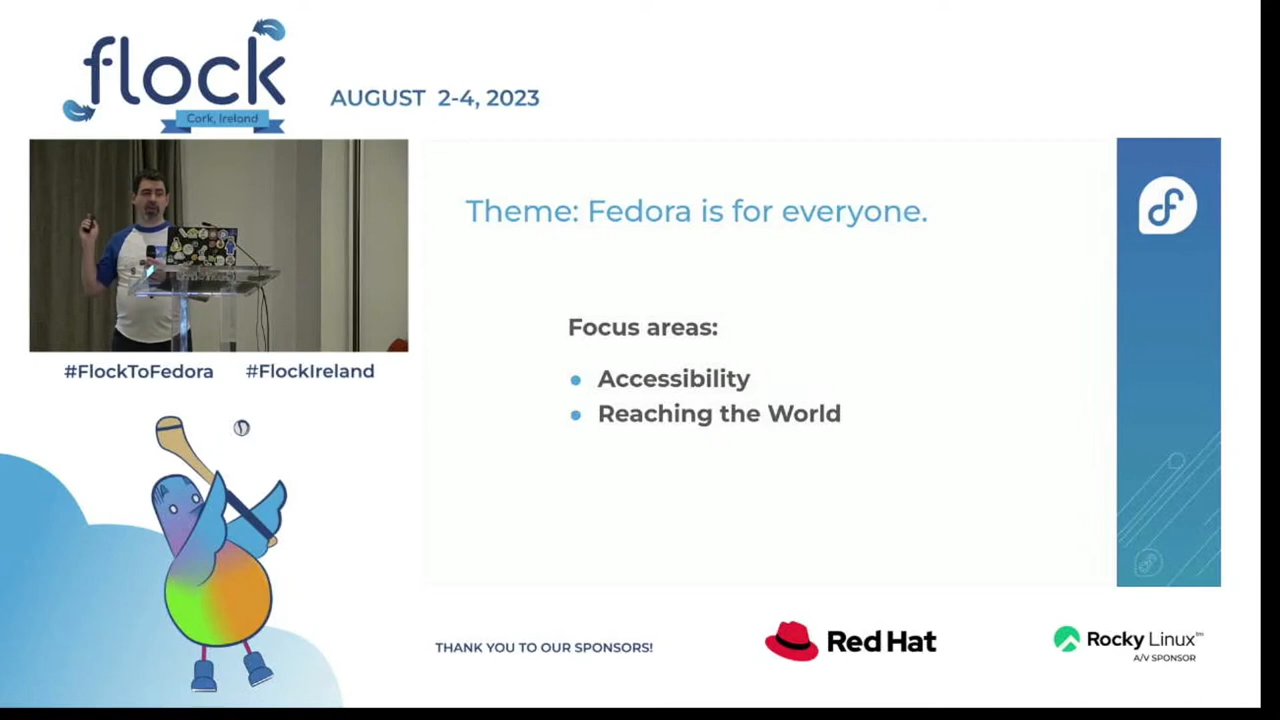 flock
Cork, Ireland
AUGUST 2-4, 2023
Theme: Fedora is for everyone.
Focus areas:
• Accessibility
• Reaching the World
#FlockToFedora #FlockIreland
THANK YOU TO OUR SPONSORS!
Red Hat
Rocky Linux™
A/V SPONSOR